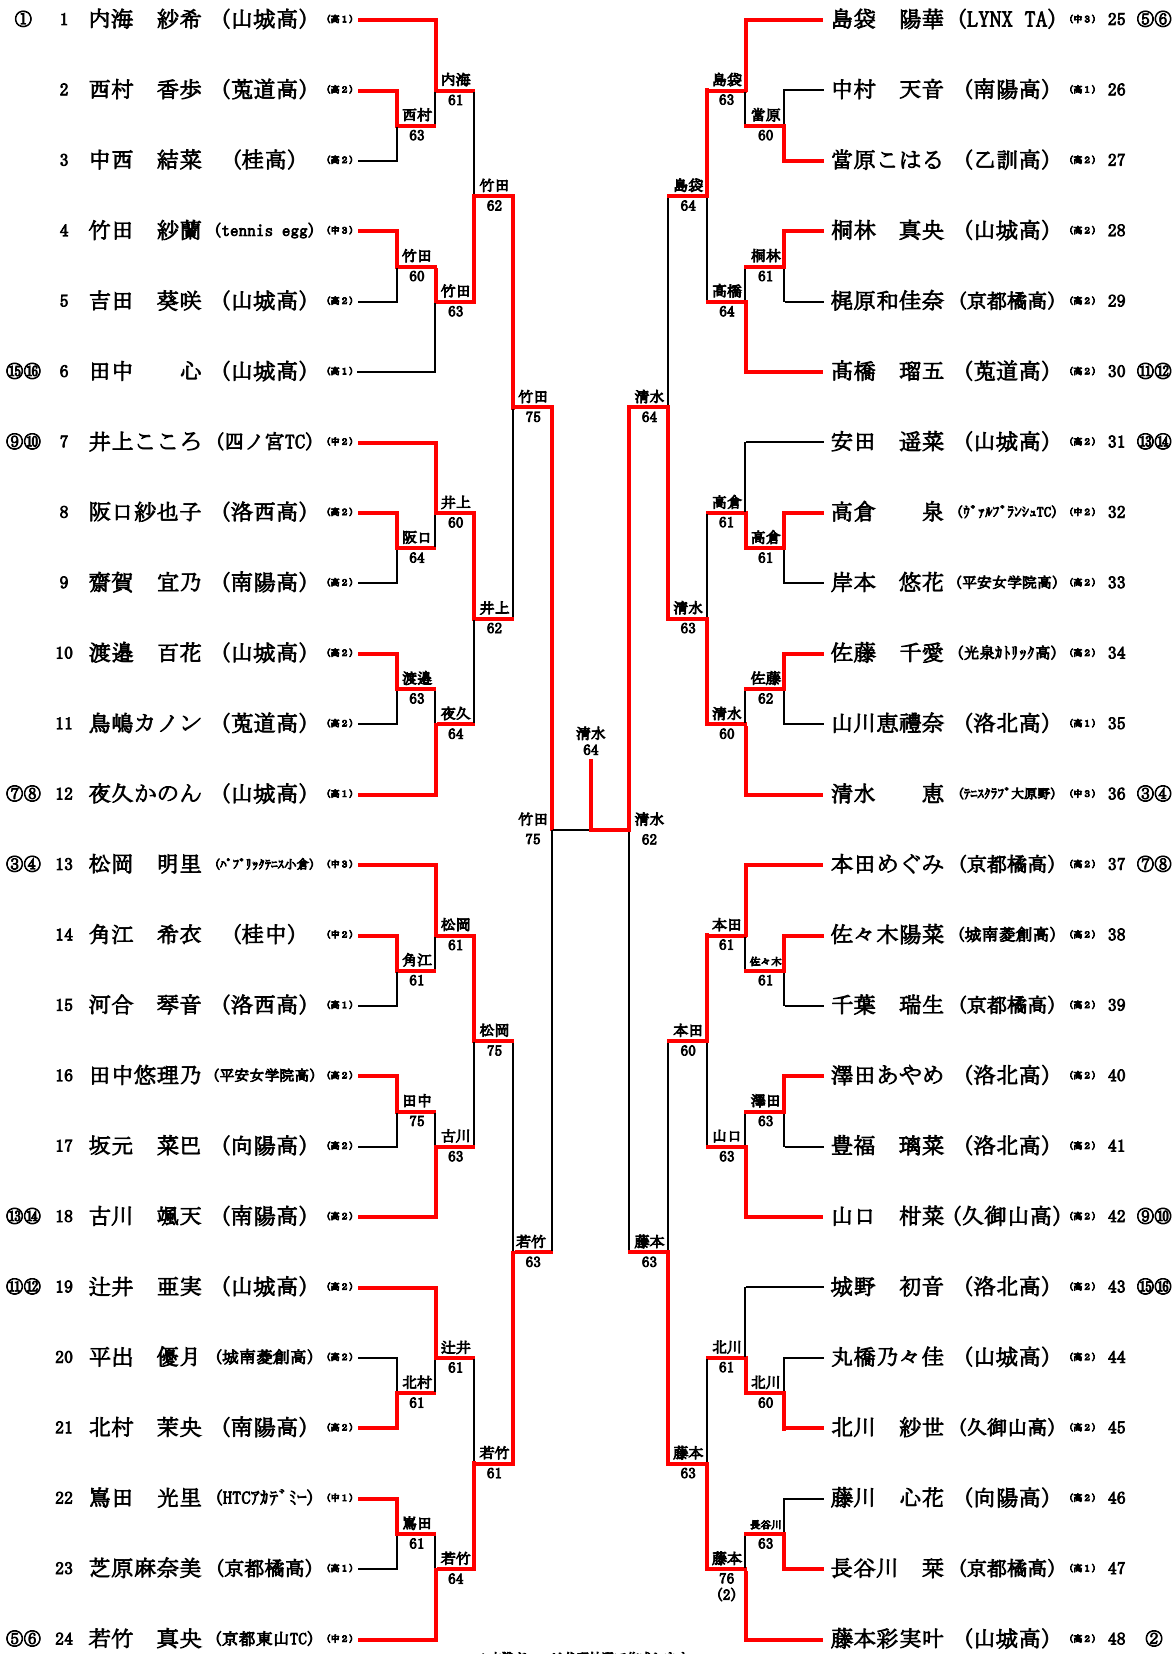 ① 1 内海 紗希 (山城高) (高1)
2 西村 香歩 (莵道高) (高2)
3 中西 結菜 (桂高) (高2)
4 竹田 紗蘭 (tennis egg) (中3)
5 吉田 葵咲 (山城高) (高2)
⑮⑯ 6 田中 心 (山城高) (高1)
⑨⑩ 7 井上こころ (四ノ宮TC) (中2)
8 阪口紗也子 (洛西高) (高2)
9 齋賀 宜乃 (南陽高) (高2)
10 渡邉 百花 (山城高) (高2)
11 鳥嶋カノン (莵道高) (高2)
⑦⑧ 12 夜久かのん (山城高) (高1)
③④ 13 松岡 明里 (パブリックテニス小倉) (中3)
14 角江 希衣 (桂中) (中2)
15 河合 琴音 (洛西高) (高1)
16 田中悠理乃 (平安女学院高) (高2)
17 坂元 菜巴 (向陽高) (高2)
⑬⑭ 18 古川 颯天 (南陽高) (高2)
⑪⑫ 19 辻井 亜実 (山城高) (高2)
20 平出 優月 (城南菱創高) (高2)
21 北村 茉央 (南陽高) (高2)
22 嶌田 光里 (HTCアカデミー) (中1)
23 芝原麻奈美 (京都橘高) (高1)
⑤⑥ 24 若竹 真央 (京都東山TC) (中2)
西村
63
竹田
60
阪口
64
渡邉
63
角江
61
田中
75
北村
61
嶌田
61
内海
61
竹田
63
井上
60
夜久
64
松岡
61
古川
63
辻井
61
若竹
64
竹田
62
井上
62
松岡
75
若竹
61
竹田
75
若竹
63
竹田
75
清水
64
清水
62
清水
64
藤本
63
島袋
64
清水
63
本田
60
藤本
63
島袋
63
高橋
64
高倉
61
清水
60
本田
61
山口
63
北川
61
藤本
76
(2)
當原
60
桐林
61
高倉
61
佐藤
62
佐々木
61
澤田
63
北川
60
長谷川
63
島袋 陽華 (LYNX TA) (中3) 25 ⑤⑥
中村 天音 (南陽高) (高1) 26
當原こはる (乙訓高) (高2) 27
桐林 真央 (山城高) (高2) 28
梶原和佳奈 (京都橘高) (高2) 29
髙橋 瑠五 (莵道高) (高2) 30 ⑪⑫
安田 遥菜 (山城高) (高2) 31 ⑬⑭
高倉 泉 (ヴァルブランシュTC) (中2) 32
岸本 悠花 (平安女学院高) (高2) 33
佐藤 千愛 (光泉カトリック高) (高2) 34
山川恵禮奈 (洛北高) (高1) 35
清水 恵 (テニスクラブ大原野) (中3) 36 ③④
本田めぐみ (京都橘高) (高2) 37 ⑦⑧
佐々木陽菜 (城南菱創高) (高2) 38
千葉 瑞生 (京都橘高) (高2) 39
澤田あやめ (洛北高) (高2) 40
豊福 璃菜 (洛北高) (高2) 41
山口 柑菜 (久御山高) (高2) 42 ⑨⑩
城野 初音 (洛北高) (高2) 43 ⑮⑯
丸橋乃々佳 (山城高) (高2) 44
北川 紗世 (久御山高) (高2) 45
藤川 心花 (向陽高) (高2) 46
長谷川 栞 (京都橘高) (高1) 47
藤本彩実叶 (山城高) (高2) 48 ②